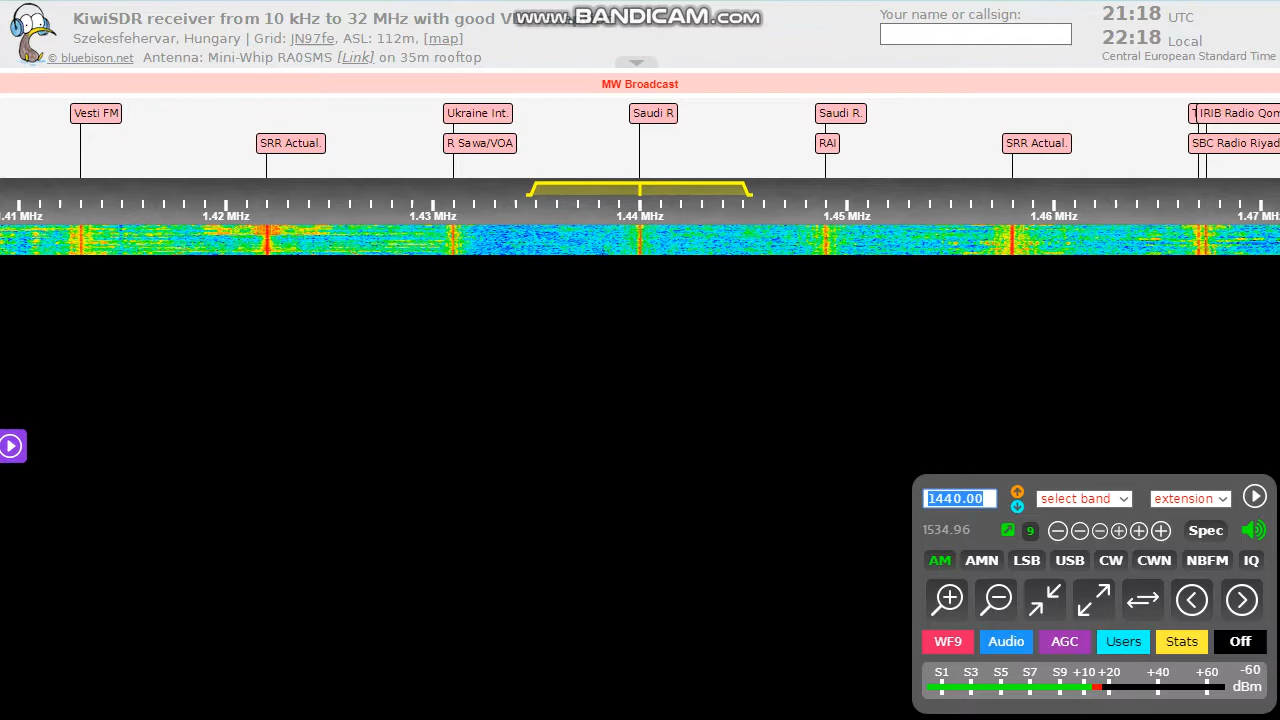 KiwiSDR receiver from 10 kHz to 32 MHz with good
www.BANDICAM.com
Szekesfehervar, Hungary | Grid: JN97fe, ASL: 112m, [map]
© bluebison.net Antenna: Mini-Whip RA0SMS [Link] on 35m rooftop
Your name or callsign:
21:18 UTC
22:18 Local
Central European Standard Time
MW Broadcast
Vesti FM Ukraine Int. Saudi R Saudi R. IRIB Radio Qom
SRR Actual. R Sawa/VOA RAI SRR Actual. SBC Radio Riyad
1.41 MHz 1.42 MHz 1.43 MHz 1.44 MHz 1.45 MHz 1.46 MHz 1.47 MHz
1440.00 select band extension
1534.96 9 Spec
AM AMN LSB USB CW CWN NBFM IQ
WF9 Audio AGC Users Stats Off
S1 S3 S5 S7 S9 +10 +20 +40 +60 -60
dBm